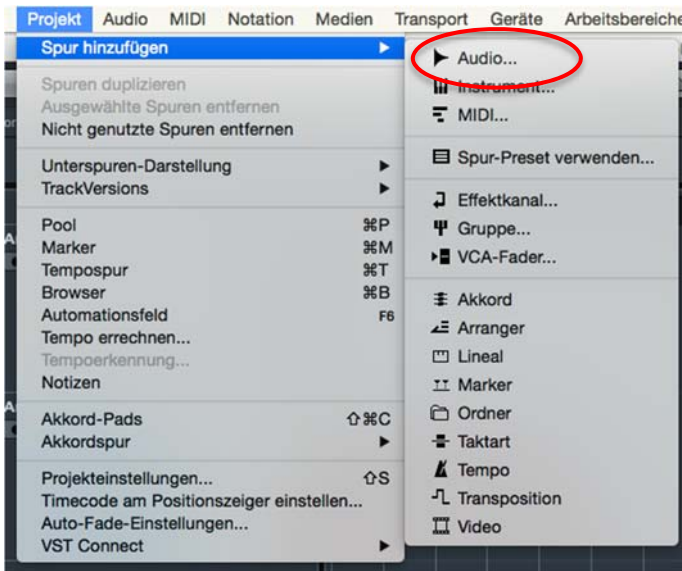 Projekt Audio MIDI Notation Medien Transport Geräte Arbeitsbereiche
Spur hinzufügen
Spuren duplizieren
Ausgewählte Spuren entfernen
Nicht genutzte Spuren entfernen
Unterspuren-Darstellung
TrackVersions
Pool ⌘P
Marker ⌘M
Tempospur ⌘T
Browser ⌘B
Automationsfeld F6
Tempo errechnen...
Tempoerkennung...
Notizen
Akkord-Pads ⇧⌘C
Akkordspur
Projekteinstellungen... ⇧S
Timecode am Positionszeiger einstellen...
Auto-Fade-Einstellungen...
VST Connect
Audio...
Instrument...
MIDI...
Spur-Preset verwenden...
Effektkanal...
Gruppe...
VCA-Fader...
Akkord
Arranger
Lineal
Marker
Ordner
Taktart
Tempo
Transposition
Video